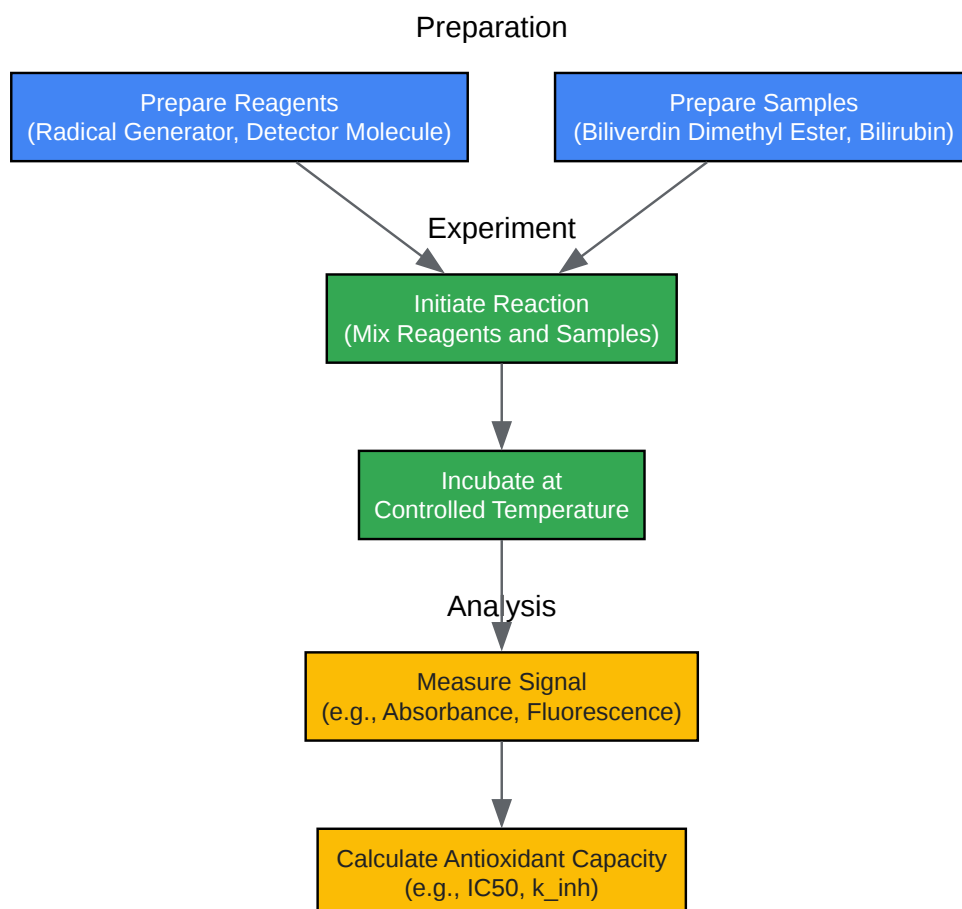 Preparation
Prepare Reagents
(Radical Generator, Detector Molecule)
Prepare Samples
(Biliverdin Dimethyl Ester, Bilirubin)
Experiment
Initiate Reaction
(Mix Reagents and Samples)
Incubate at
Controlled Temperature
Analysis
Measure Signal
(e.g., Absorbance, Fluorescence)
Calculate Antioxidant Capacity
(e.g., IC50, k_inh)